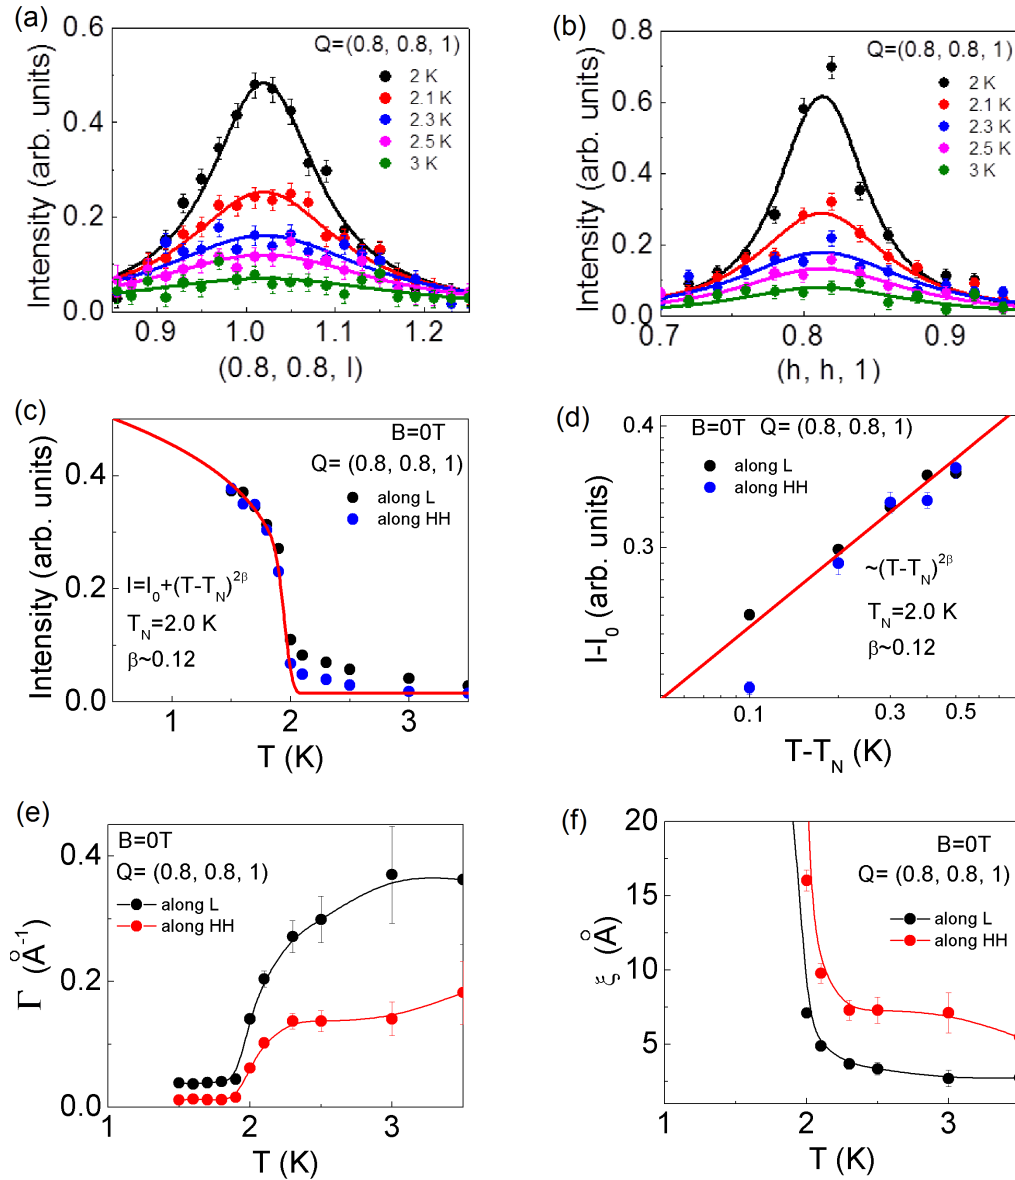 (a)
Q=(0.8, 0.8, 1)
2 K
2.1 K
2.3 K
2.5 K
3 K
0.6
0.4
0.2
0.0
Intensity (arb. units)
0.9 1.0 1.1 1.2
(0.8, 0.8, l)
(b)
Q=(0.8, 0.8, 1)
2 K
2.1 K
2.3 K
2.5 K
3 K
0.8
0.6
0.4
0.2
0.0
Intensity (arb. units)
0.7 0.8 0.9
(h, h, 1)
(c)
B=0T
Q= (0.8, 0.8, 1)
along L
along HH
I=I₀+(T-T_N)^2β
T_N=2.0 K
β~0.12
0.4
0.2
0.0
Intensity (arb. units)
1 2 3
T (K)
(d)
B=0T Q= (0.8, 0.8, 1)
along L
along HH
~(T-T_N)^2β
T_N=2.0 K
β~0.12
0.4
0.3
I-I₀ (arb. units)
0.1 0.3 0.5
T-T_N (K)
(e)
B=0T
Q= (0.8, 0.8, 1)
along L
along HH
0.4
0.2
0.0
Γ (Å⁻¹)
1 2 3
T (K)
(f)
B=0T
Q= (0.8, 0.8, 1)
along L
along HH
20
15
10
5
ξ (Å)
1 2 3
T (K)